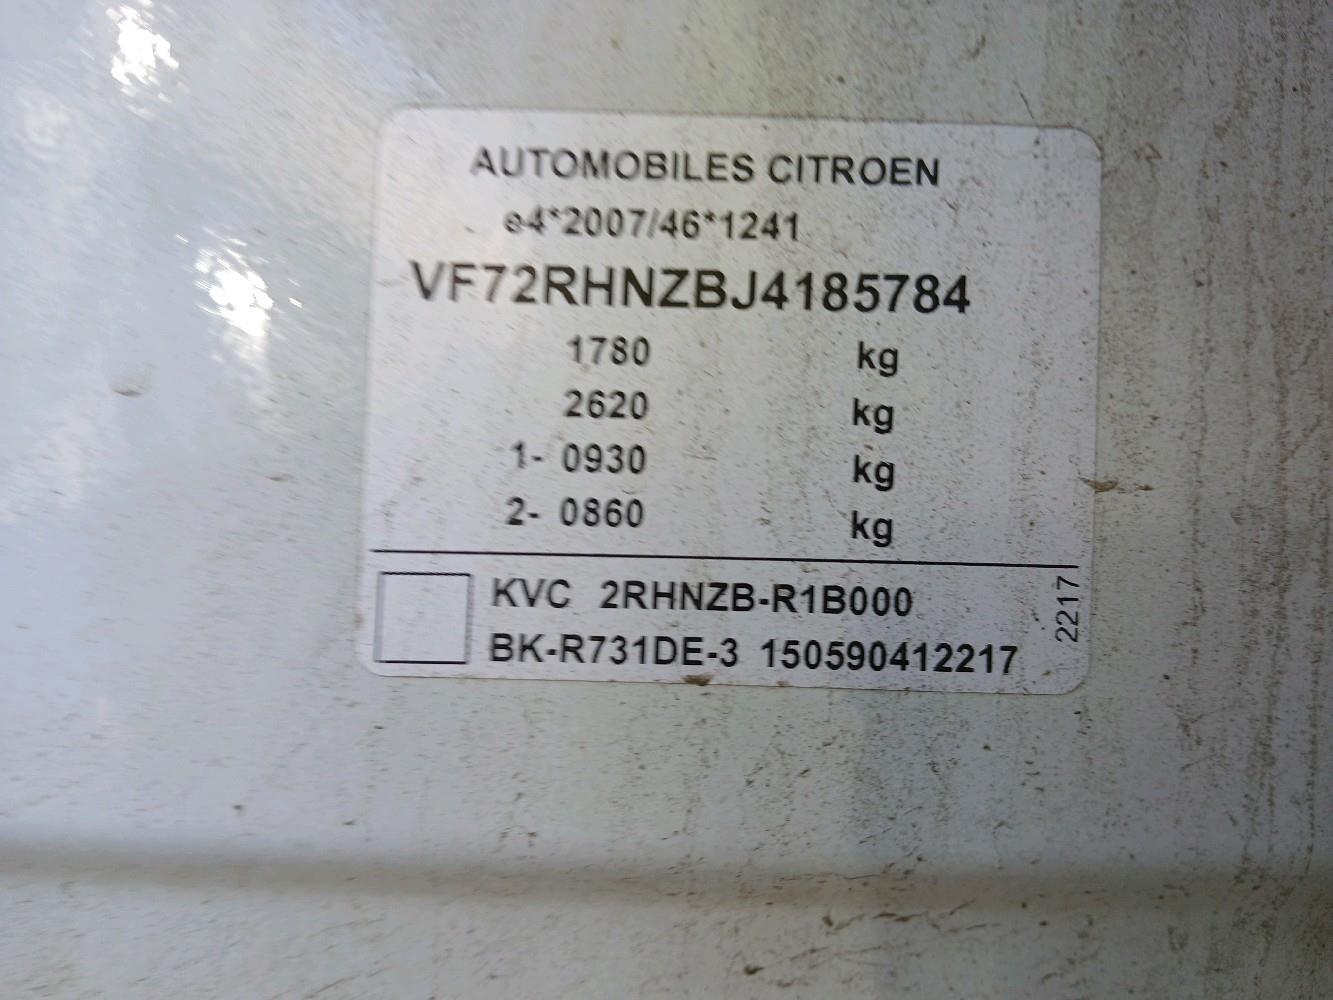 AUTOMOBILES CITROEN
e4*2007/46*1241
VF72RHNZBJ4185784
1780 kg
2620 kg
1- 0930 kg
2- 0860 kg
KVC 2RHNZB-R1B000
BK-R731DE-3 150590412217
2217